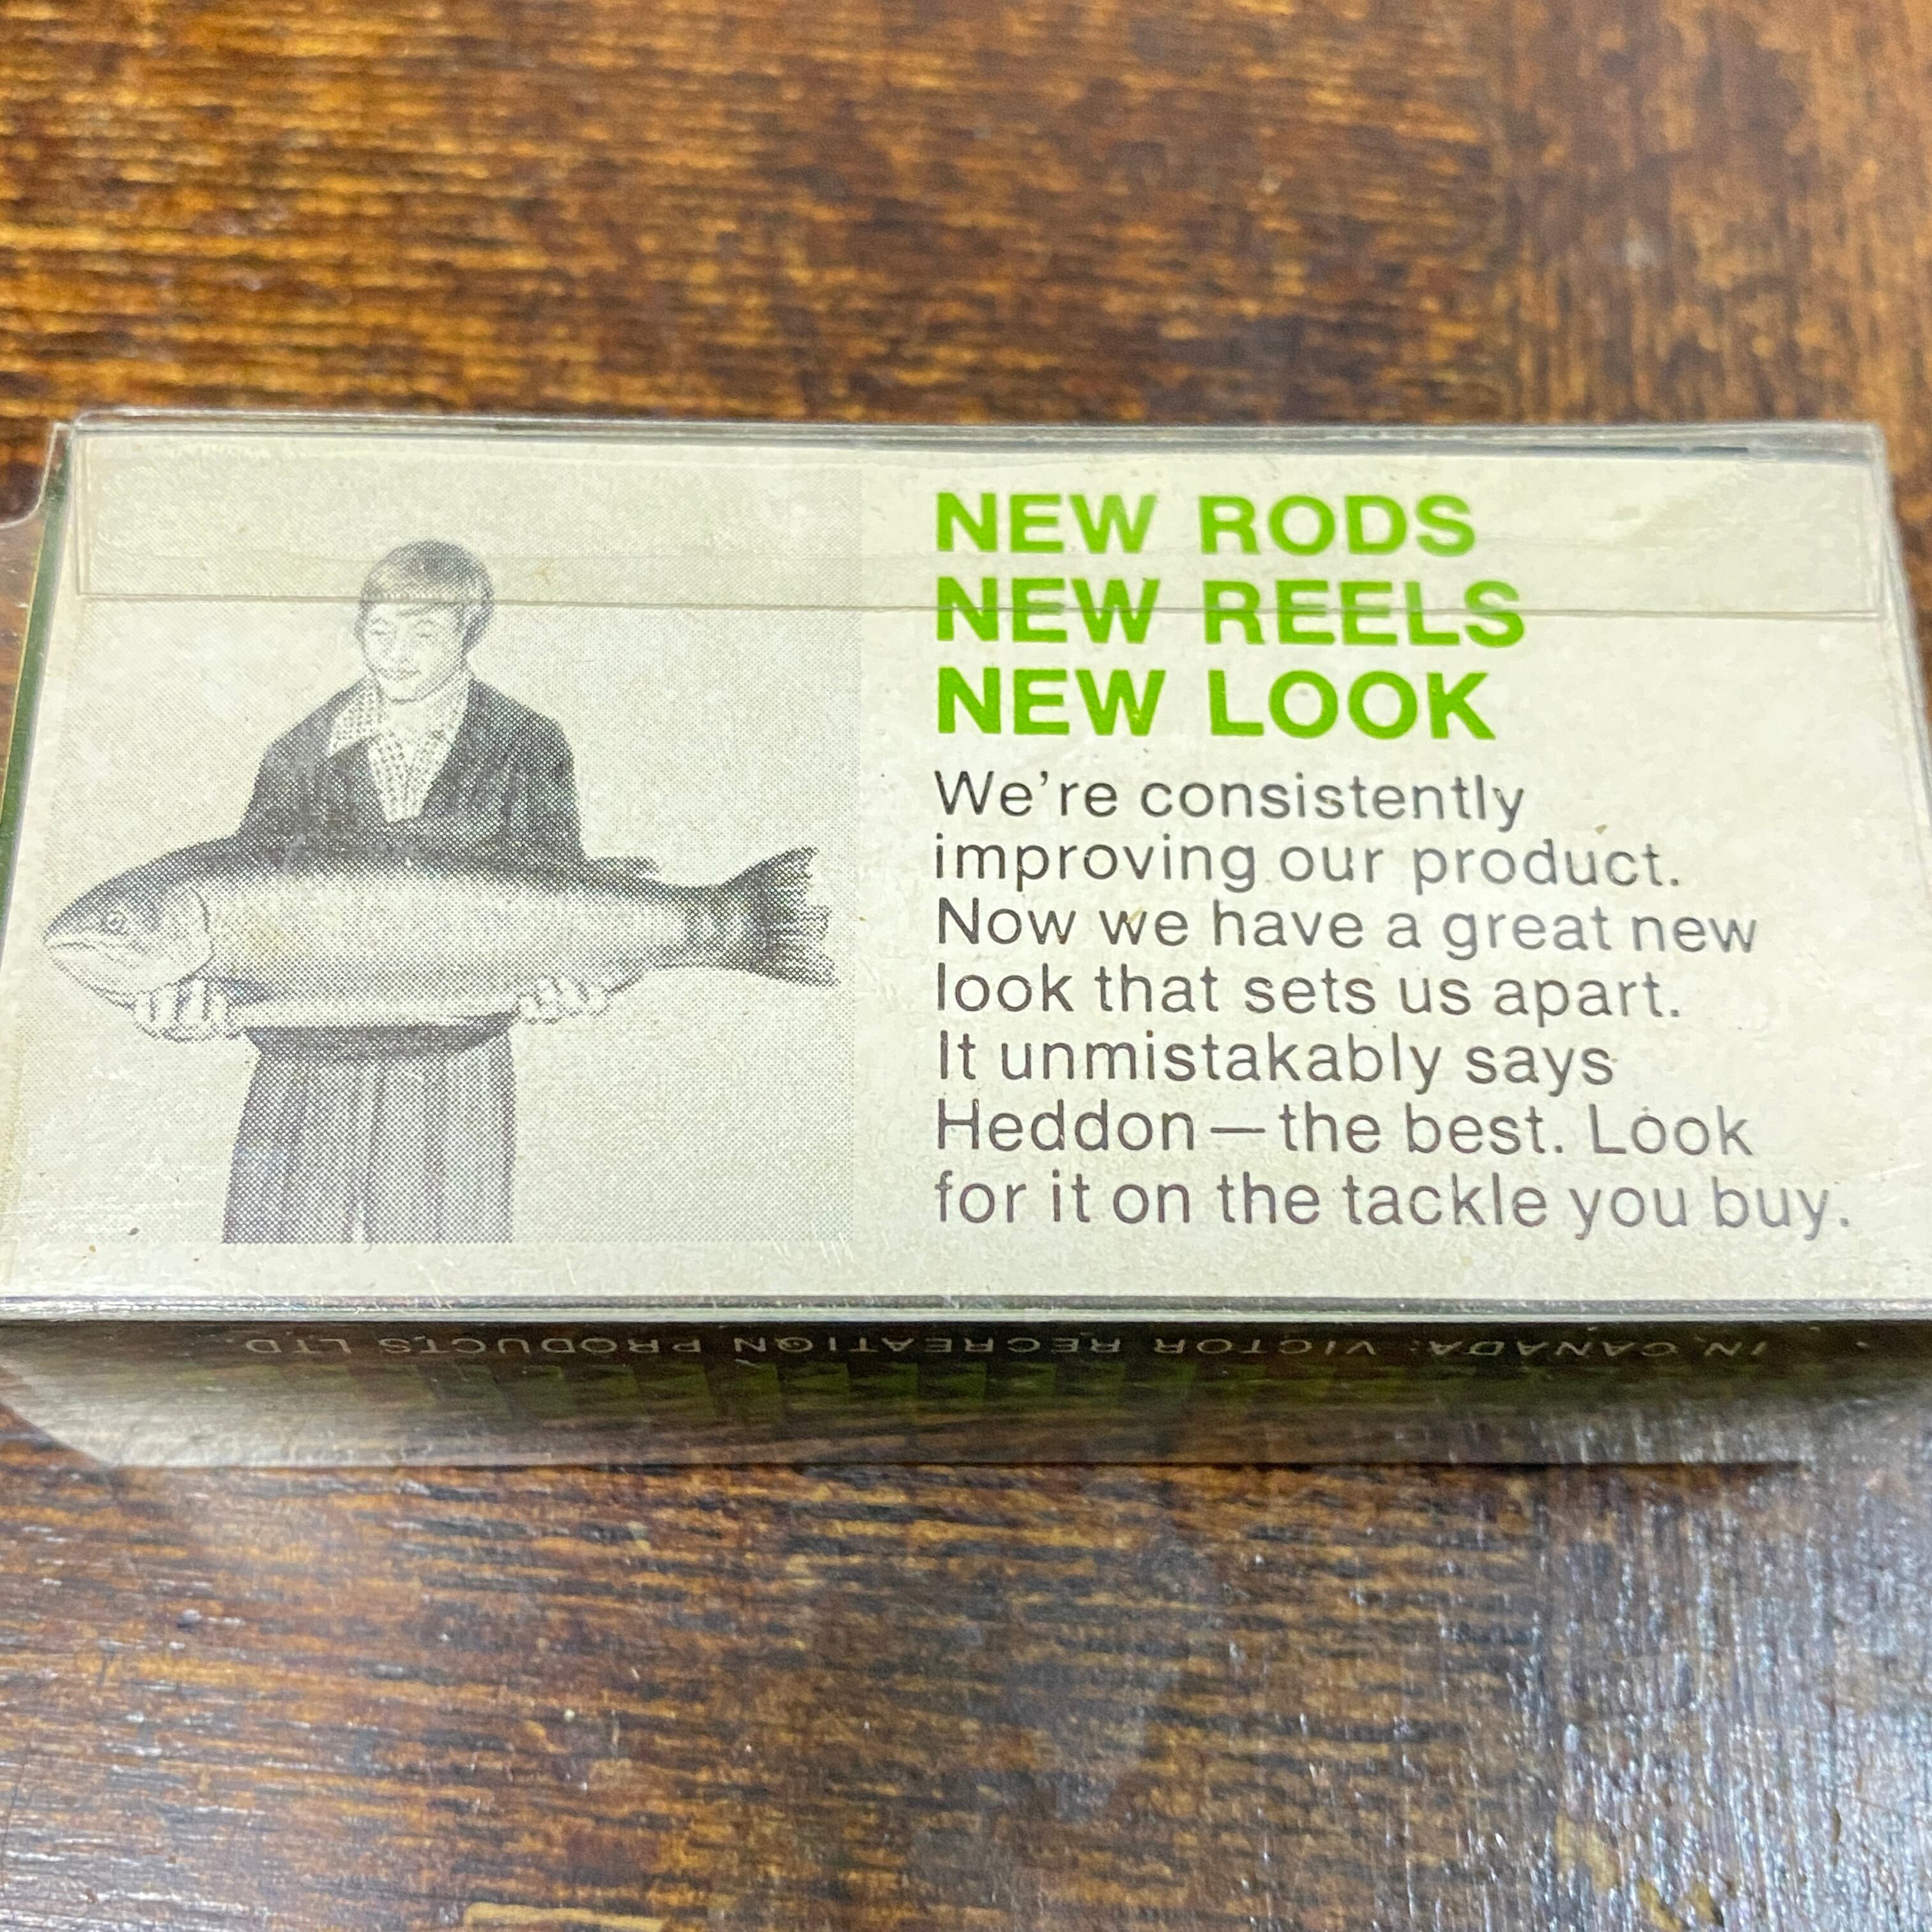 NEW RODS
NEW REELS
NEW LOOK
We're consistently
improving our product.
Now we have a great new
look that sets us apart.
It unmistakably says
Heddon—the best. Look
for it on the tackle you buy.
IN CANADA: VICTOR RECREATION PRODUCTS LTD.